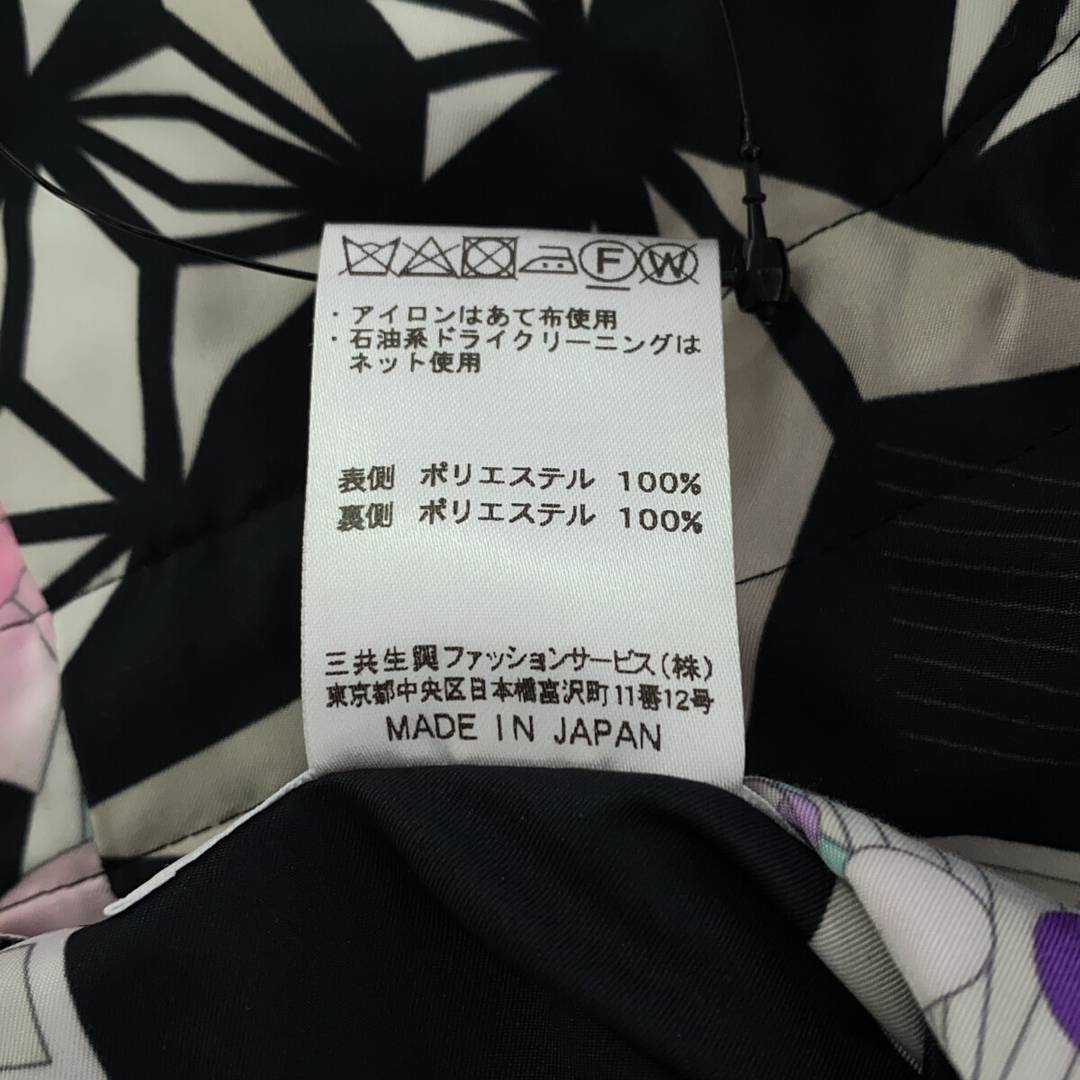 F W
・アイロンはあて布使用
・石油系ドライクリーニングは
ネット使用
表側 ポリエステル 100%
裏側 ポリエステル 100%
三共生興ファッションサービス(株)
東京都中央区日本橋富沢町11番12号
MADE IN JAPAN